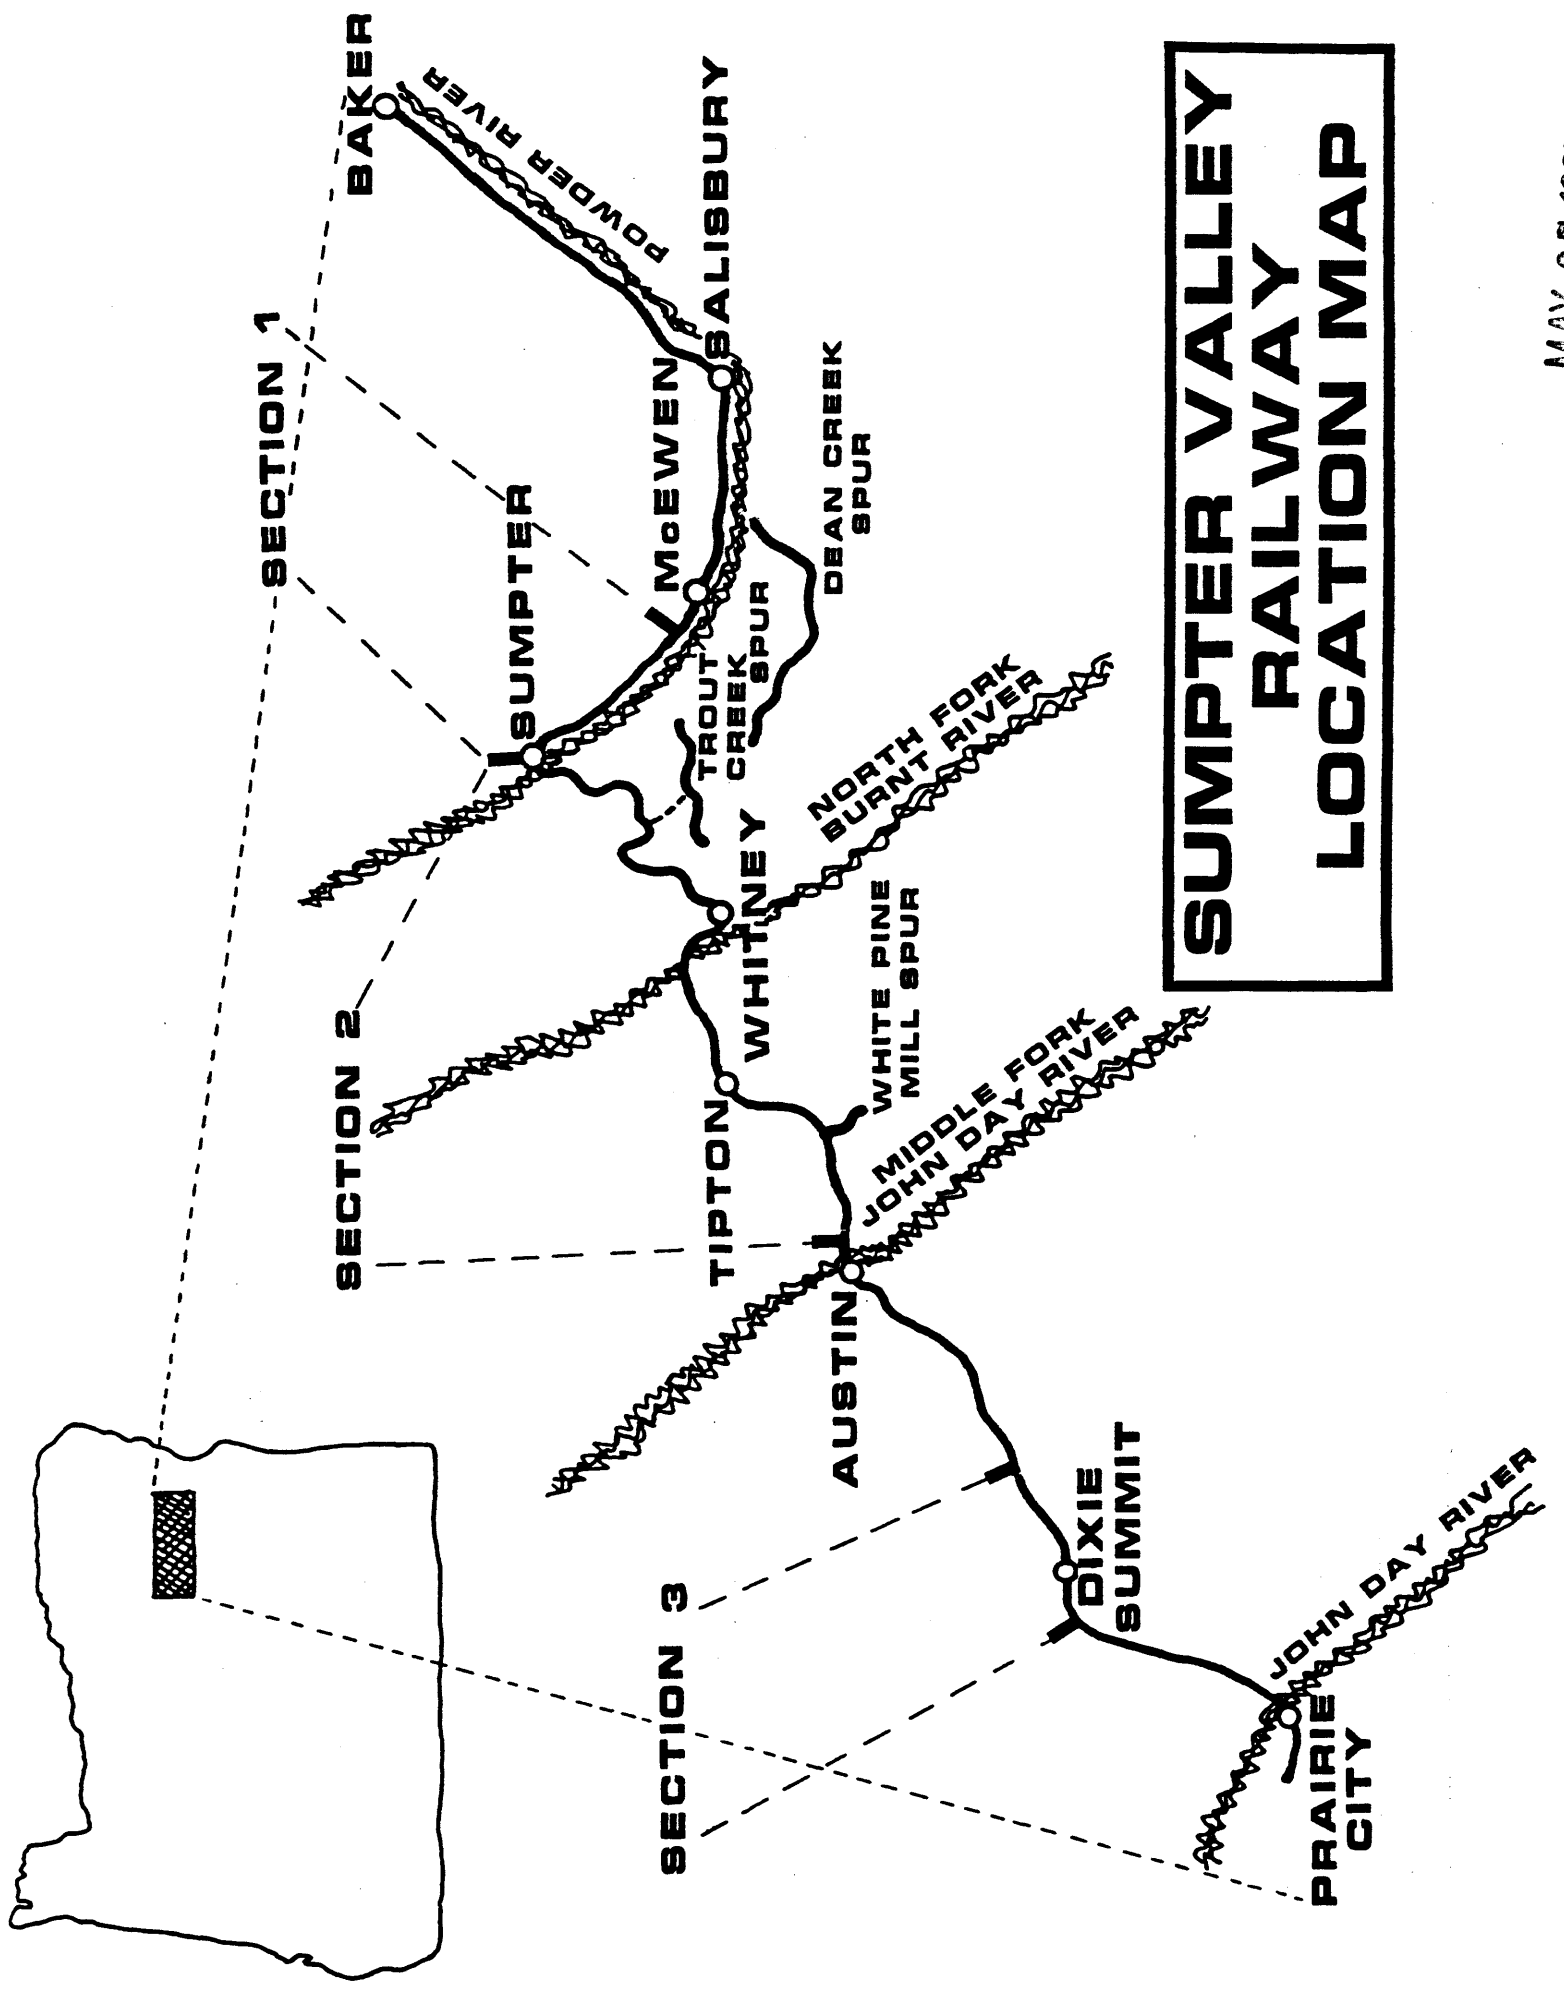 BAKER
POWDER RIVER
SALISBURY
SECTION 1
McEWEN
DEAN CREEK
SPUR
SUMPTER
TROUT
CREEK
SPUR
NORTH FORK
BURNT RIVER
WHITNEY
WHITE PINE
MILL SPUR
SECTION 2
TIPTON
MIDDLE FORK
JOHN DAY RIVER
AUSTIN
DIXIE
SUMMIT
SECTION 3
JOHN DAY RIVER
PRAIRIE
CITY
SUMPTER VALLEY
RAILWAY
LOCATION MAP
MAY